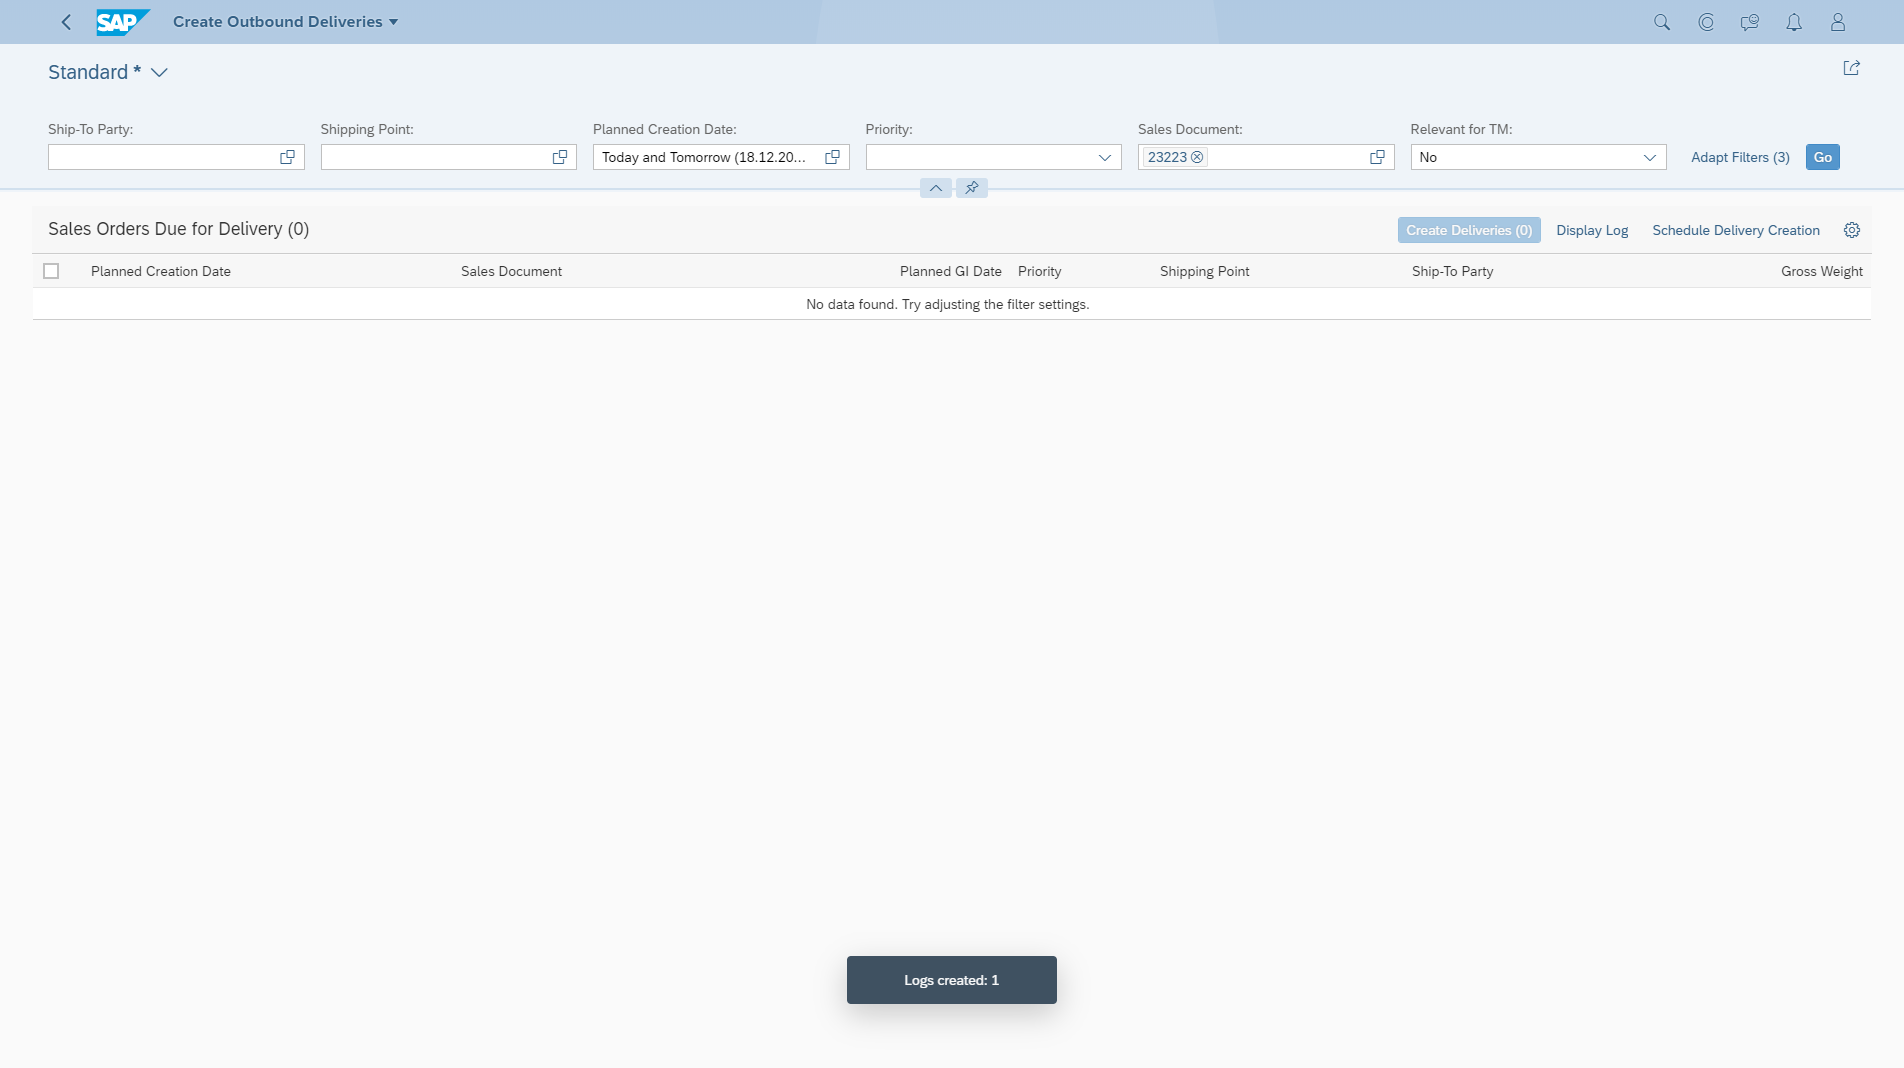 SAP
Create Outbound Deliveries
Standard *
Ship-To Party:
Shipping Point:
Planned Creation Date:
Today and Tomorrow (18.12.20...
Priority:
Sales Document:
23223
Relevant for TM:
No
Adapt Filters (3)
Go
Sales Orders Due for Delivery (0)
Create Deliveries (0)
Display Log
Schedule Delivery Creation
Planned Creation Date
Sales Document
Planned GI Date
Priority
Shipping Point
Ship-To Party
Gross Weight
No data found. Try adjusting the filter settings.
Logs created: 1